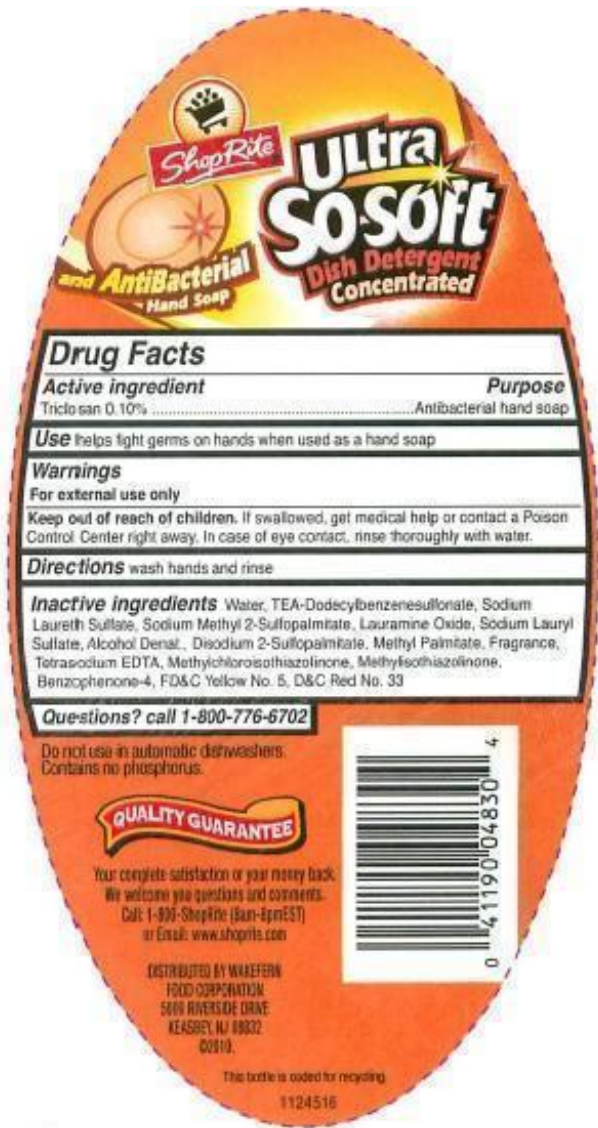 ShopRite
Ultra
So-Soft
Dish Detergent
Concentrated
and AntiBacterial
Hand Soap
Drug Facts
Active ingredient Purpose
Triclosan 0.10% ........................................................Antibacterial hand soap
Use helps fight germs on hands when used as a hand soap
Warnings
For external use only
Keep out of reach of children. If swallowed, get medical help or contact a Poison
Control Center right away. In case of eye contact, rinse thoroughly with water.
Directions wash hands and rinse
Inactive ingredients Water, TEA-Dodecylbenzenesulfonate, Sodium
Laureth Sulfate, Sodium Methyl 2-Sulfopalmitate, Lauramine Oxide, Sodium Lauryl
Sulfate, Alcohol Denat., Disodium 2-Sulfopalmitate, Methyl Palmitate, Fragrance,
Tetrasodium EDTA, Methylchloroisothiazolinone, Methylisothiazolinone,
Benzophenone-4, FD&C Yellow No. 5, D&C Red No. 33
Questions? call 1-800-776-6702
Do not use in automatic dishwashers.
Contains no phosphorus.
QUALITY GUARANTEE
Your complete satisfaction or your money back.
We welcome you questions and comments.
Call: 1-800-ShopRite (8am-8pmEST)
or Email: www.shoprite.com
DISTRIBUTED BY WAKEFERN
FOOD CORPORATION
5000 RIVERSIDE DRIVE
KEASBEY, NJ 08832
©2010.
0 41190 04830 4
This bottle is coded for recycling.
1124516